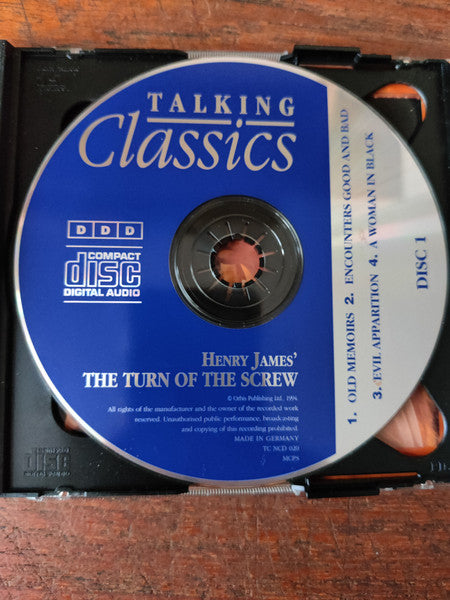 TALKING
Classics
DDD
COMPACT
disc
DIGITAL AUDIO
HENRY JAMES'
THE TURN OF THE SCREW
© Orbis Publishing Ltd., 1994
All rights of the manufacturer and the owner of the recorded work
reserved. Unauthorised public performance, broadcasting
and copying of this recording prohibited.
MADE IN GERMANY
TC NCD 020
MCPS
1. OLD MEMOIRS 2. ENCOUNTERS GOOD AND BAD
3. EVIL APPARITION 4. A WOMAN IN BLACK
DISC 1
disc